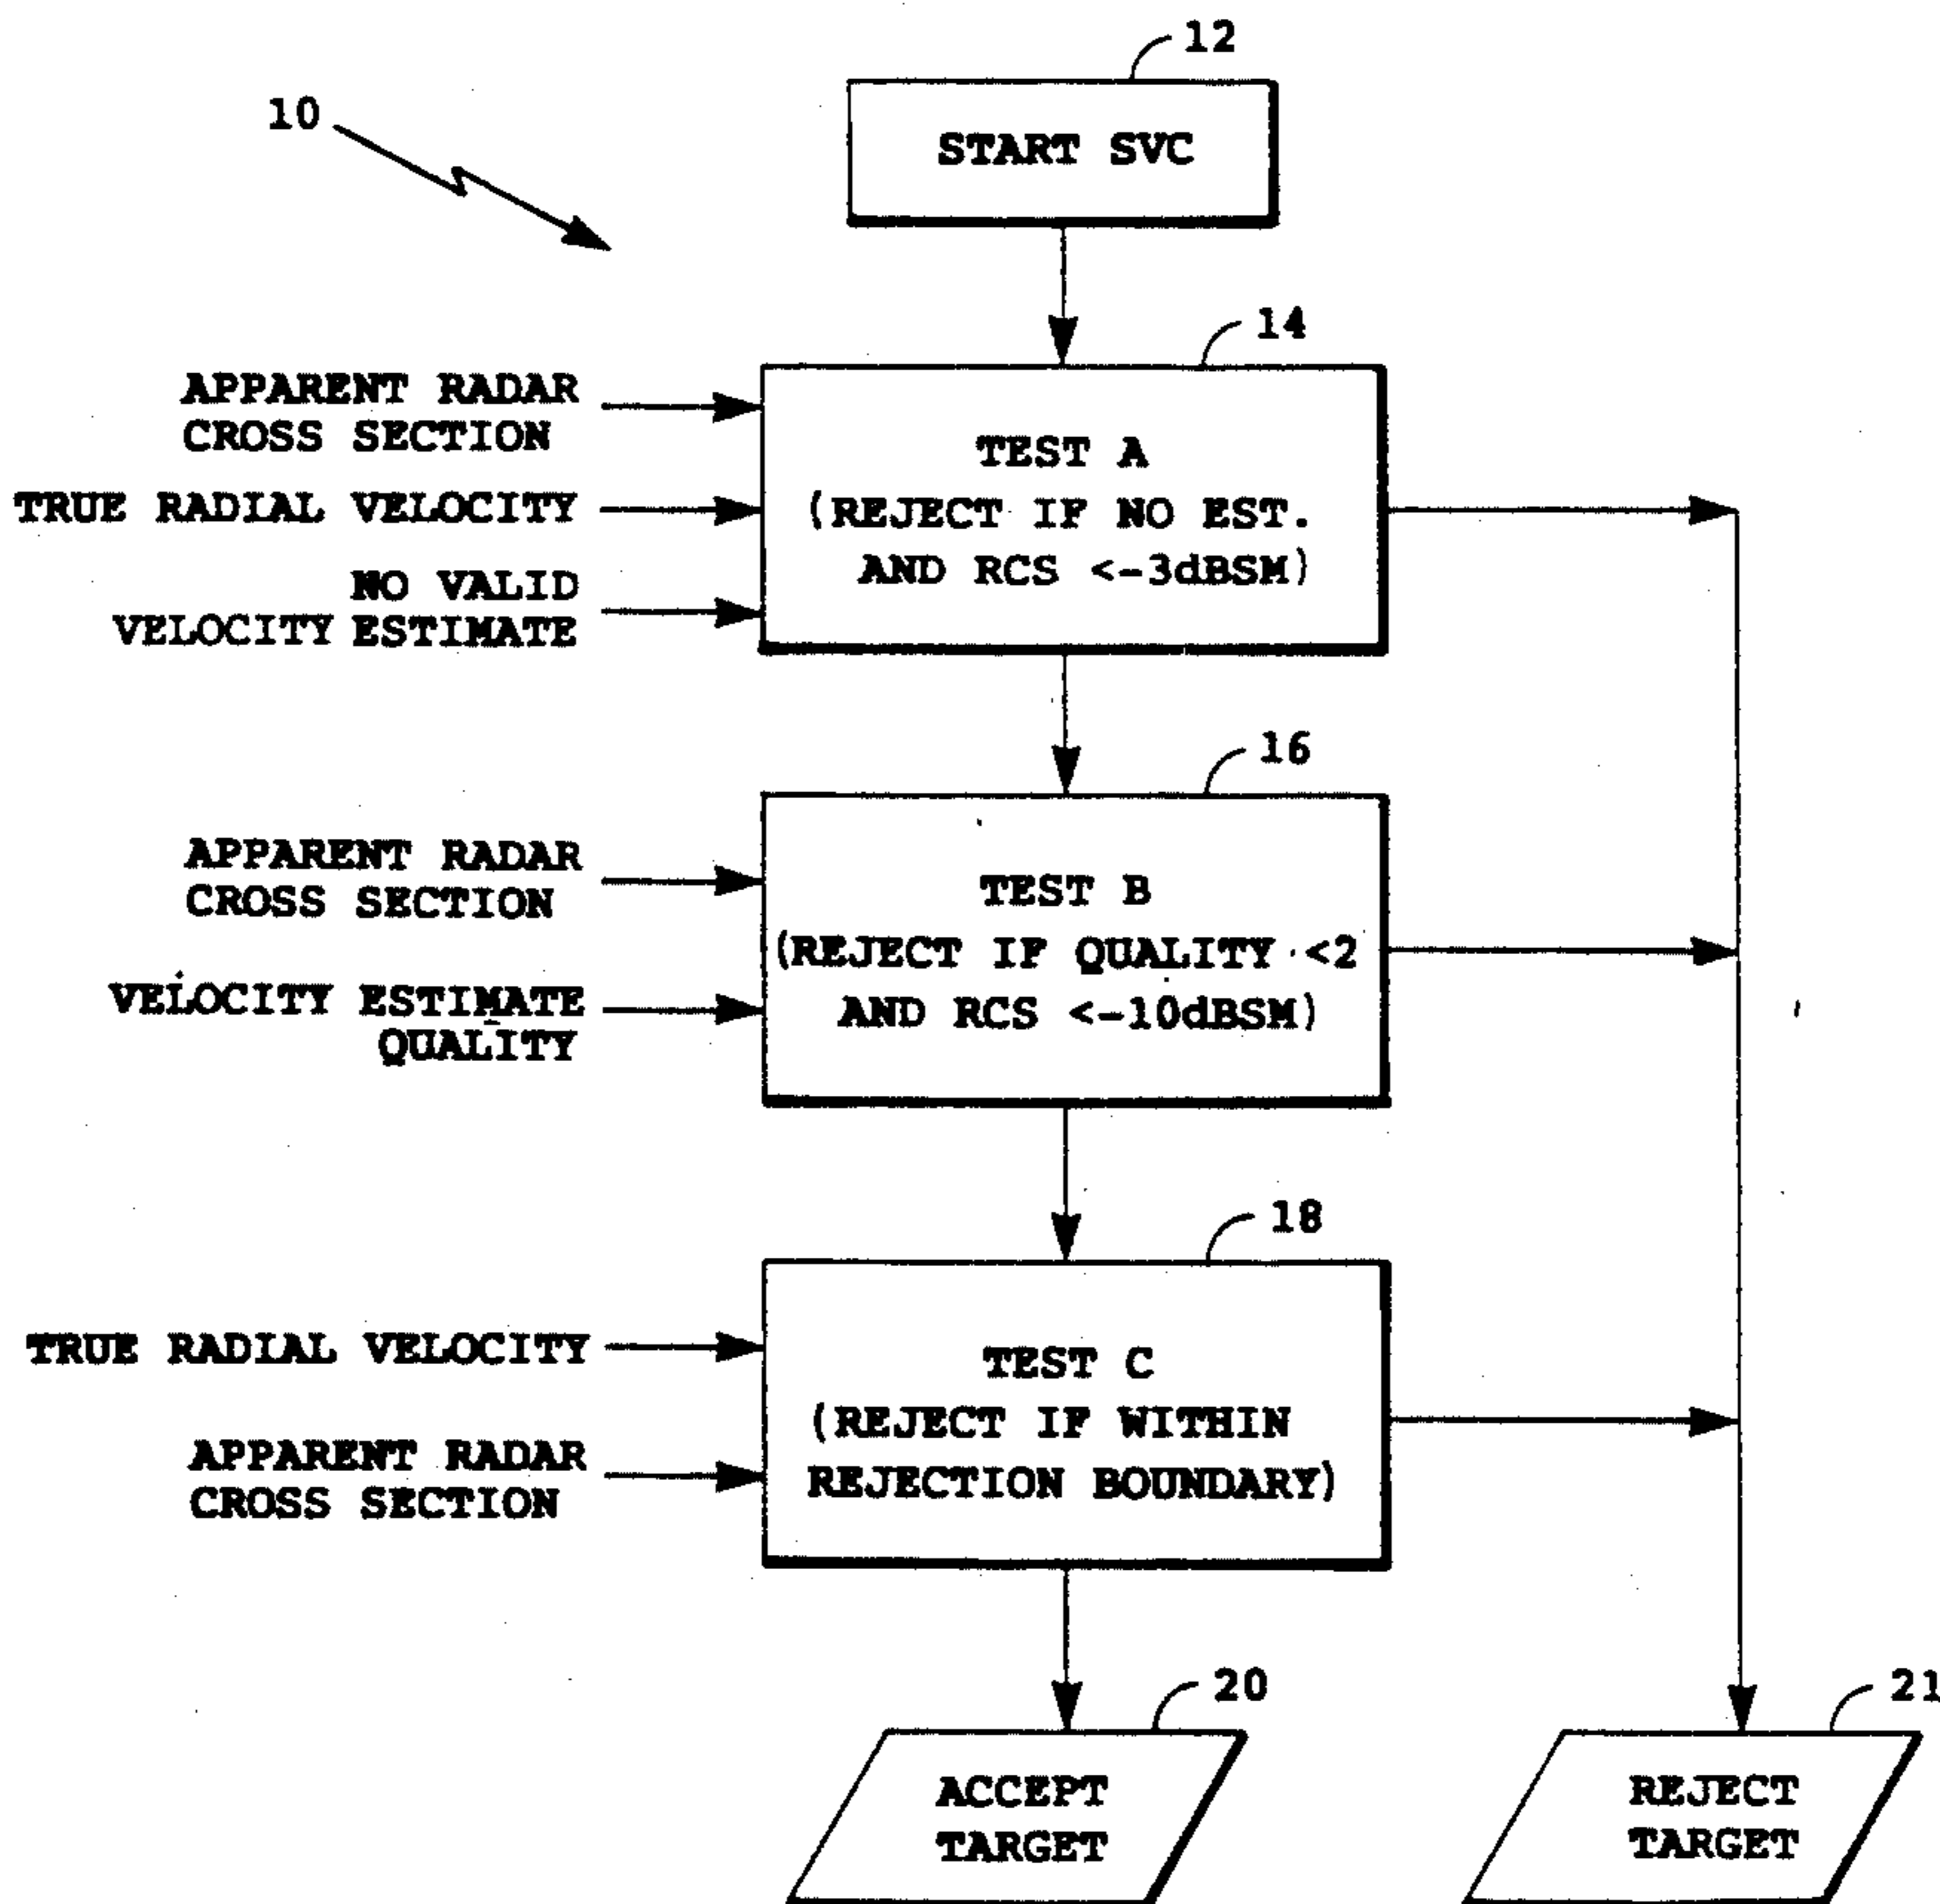 12
10
START SVC
14
APPARENT RADAR
CROSS SECTION
TRUE RADIAL VELOCITY
NO VALID
VELOCITY ESTIMATE
TEST A
(REJECT IF NO EST.
AND RCS <-3dBSM)
16
APPARENT RADAR
CROSS SECTION
VELOCITY ESTIMATE
QUALITY
TEST B
(REJECT IF QUALITY <2
AND RCS <-10dBSM)
18
TRUE RADIAL VELOCITY
APPARENT RADAR
CROSS SECTION
TEST C
(REJECT IF WITHIN
REJECTION BOUNDARY)
20
21
ACCEPT
TARGET
REJECT
TARGET